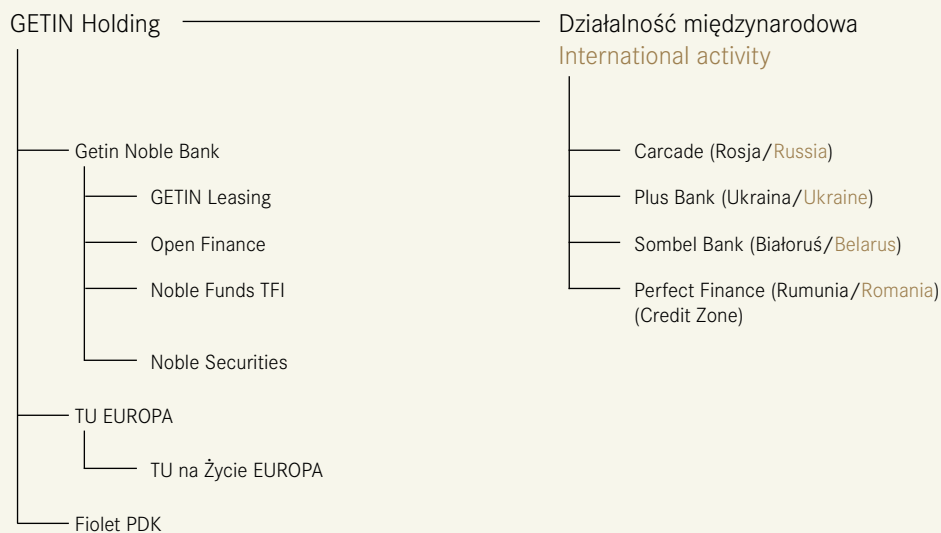 GETIN Holding
Getin Noble Bank
GETIN Leasing
Open Finance
Noble Funds TFI
Noble Securities
TU EUROPA
TU na Życie EUROPA
Fiolet PDK
Działalność międzynarodowa
International activity
Carcade (Rosja/Russia)
Plus Bank (Ukraina/Ukraine)
Sombel Bank (Białoruś/Belarus)
Perfect Finance (Rumunia/Romania)
(Credit Zone)